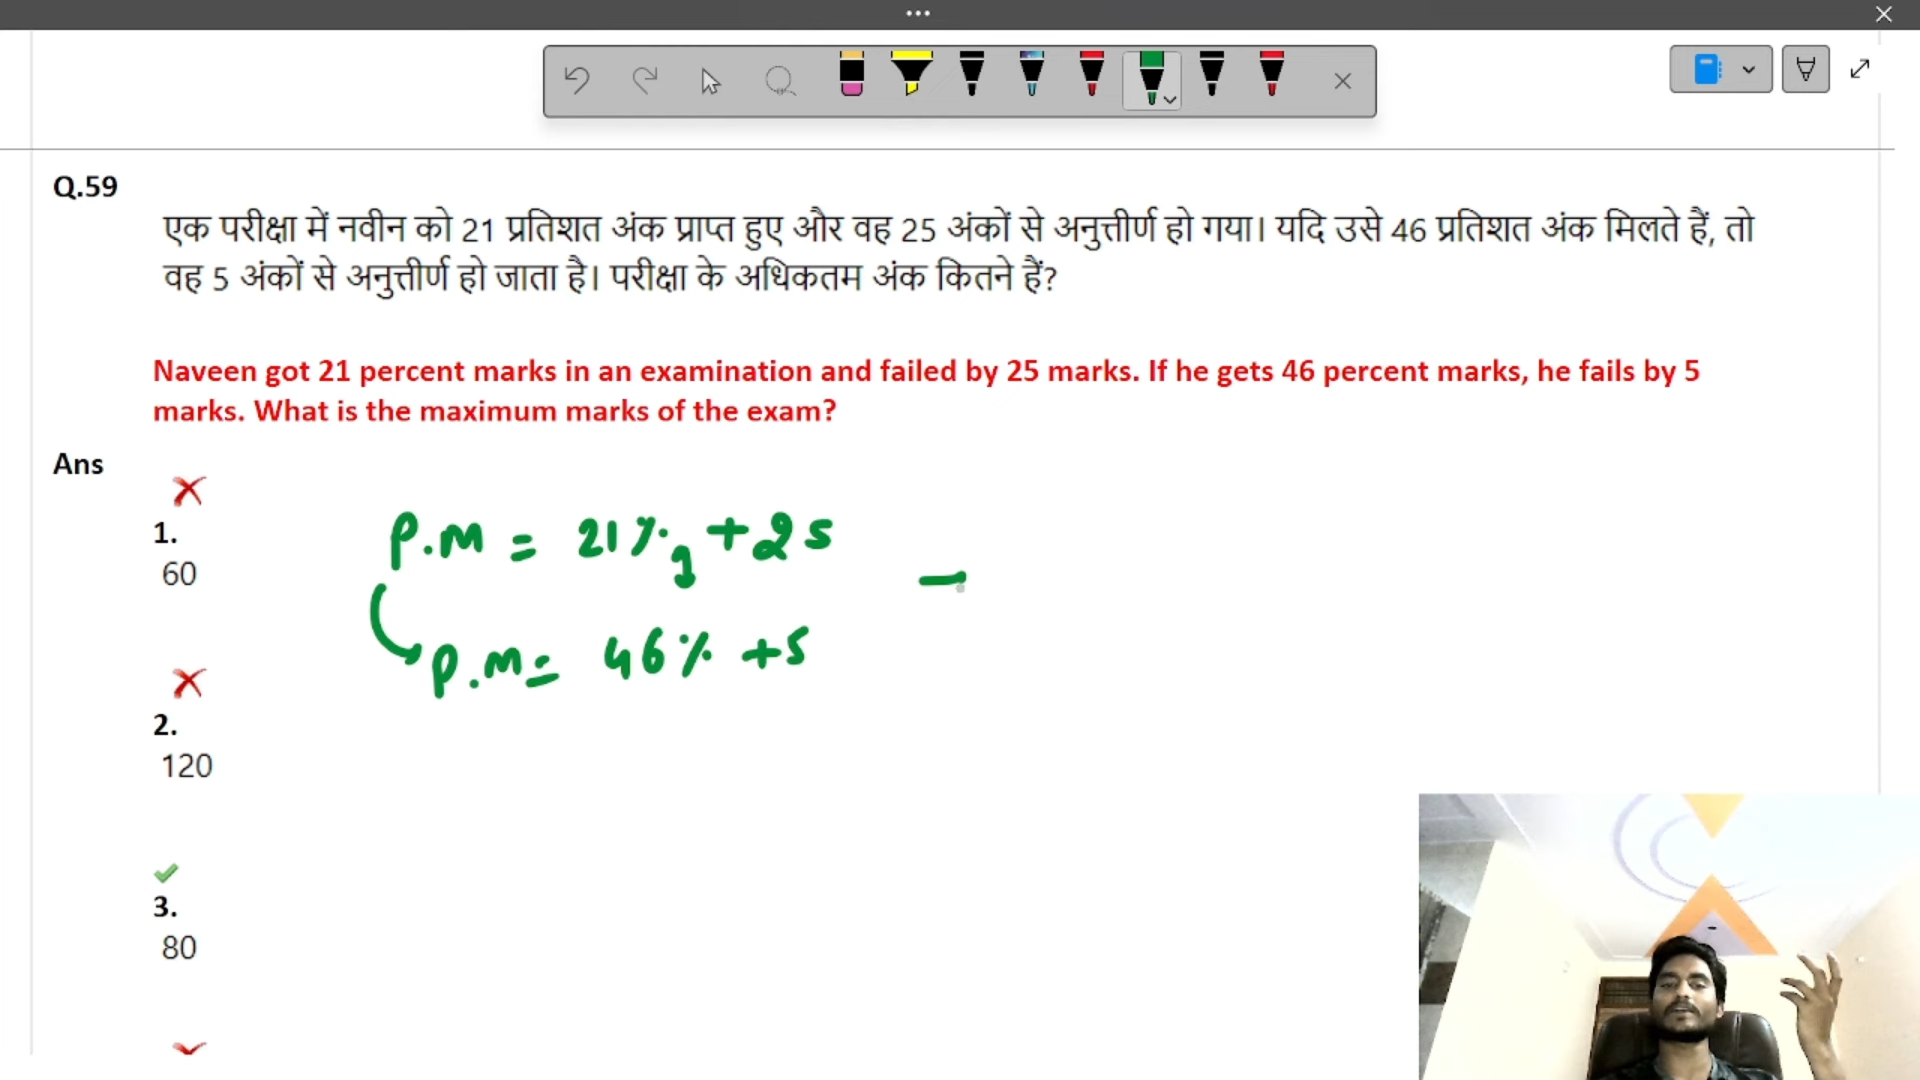 Q.59
एक परीक्षा में नवीन को 21 प्रतिशत अंक प्राप्त हुए और वह 25 अंकों से अनुत्तीर्ण हो गया। यदि उसे 46 प्रतिशत अंक मिलते हैं, तो
वह 5 अंकों से अनुत्तीर्ण हो जाता है। परीक्षा के अधिकतम अंक कितने हैं?
Naveen got 21 percent marks in an examination and failed by 25 marks. If he gets 46 percent marks, he fails by 5
marks. What is the maximum marks of the exam?
Ans
1.
60
P.M = 21% + 25
P.M = 46% + 5
2.
120
3.
80